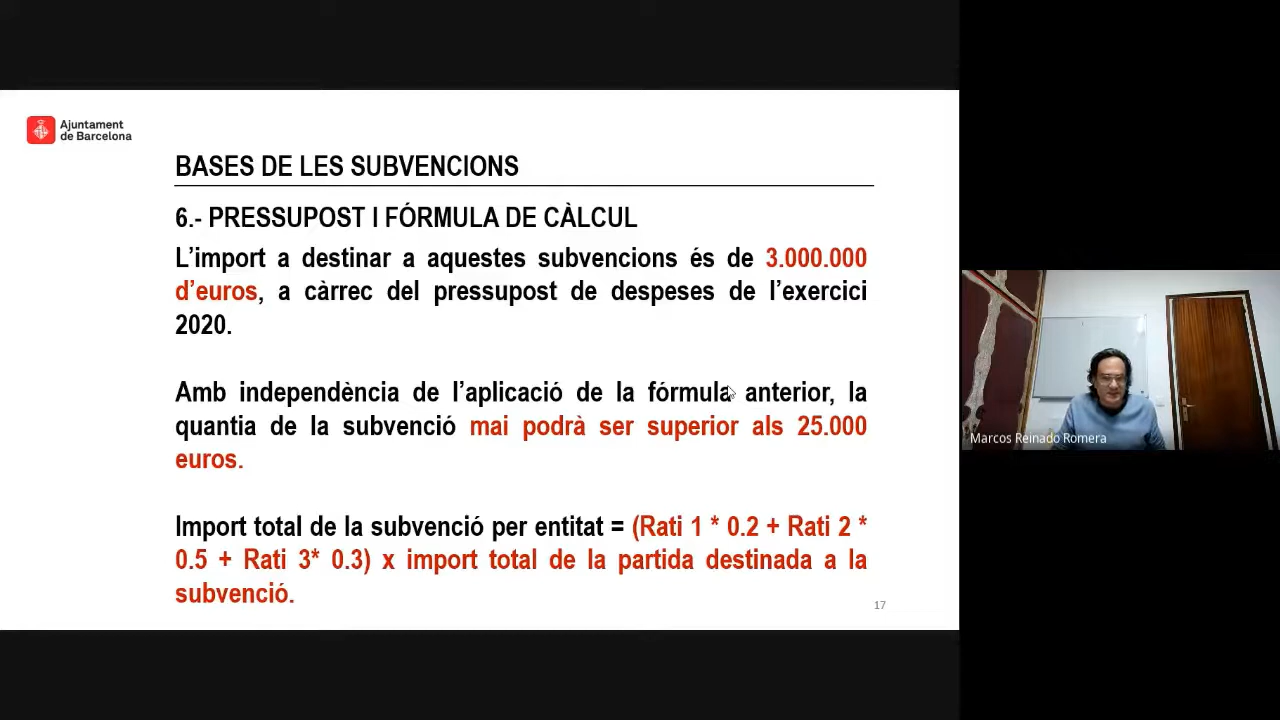 Ajuntament
de Barcelona
BASES DE LES SUBVENCIONS
6.- PRESSUPOST I FÓRMULA DE CÀLCUL
L’import a destinar a aquestes subvencions és de 3.000.000
d’euros, a càrrec del pressupost de despeses de l’exercici
2020.
Amb independència de l’aplicació de la fórmula anterior, la
quantia de la subvenció mai podrà ser superior als 25.000
euros.
Import total de la subvenció per entitat = (Rati 1 * 0.2 + Rati 2 *
0.5 + Rati 3* 0.3) x import total de la partida destinada a la
subvenció.
17
Marcos Reinado Romera